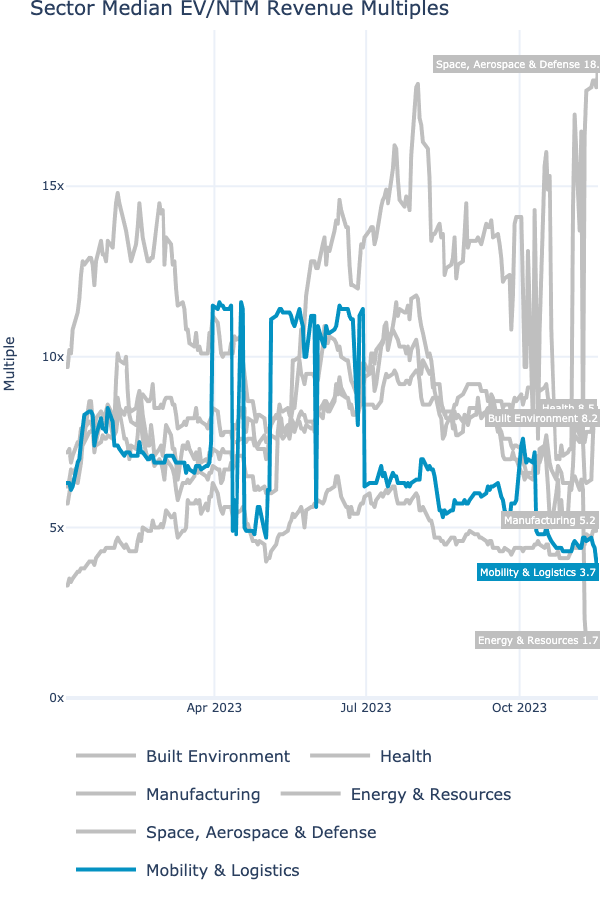 Sector Median EV/NTM Revenue Multiples
Space, Aerospace & Defense 18.
15x
Multiple
10x
Health 8.5
Built Environment 8.2
5x
Manufacturing 5.2
Mobility & Logistics 3.7
Energy & Resources 1.7
0x
Apr 2023 Jul 2023 Oct 2023
Built Environment Health
Manufacturing Energy & Resources
Space, Aerospace & Defense
Mobility & Logistics